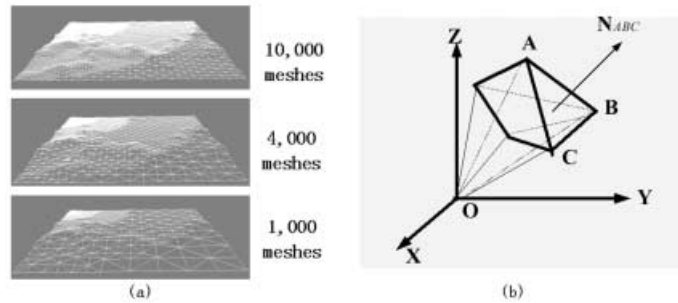 10,000
meshes
4,000
meshes
1,000
meshes
(a)
Z
A
N_ABC
B
C
O
Y
X
(b)